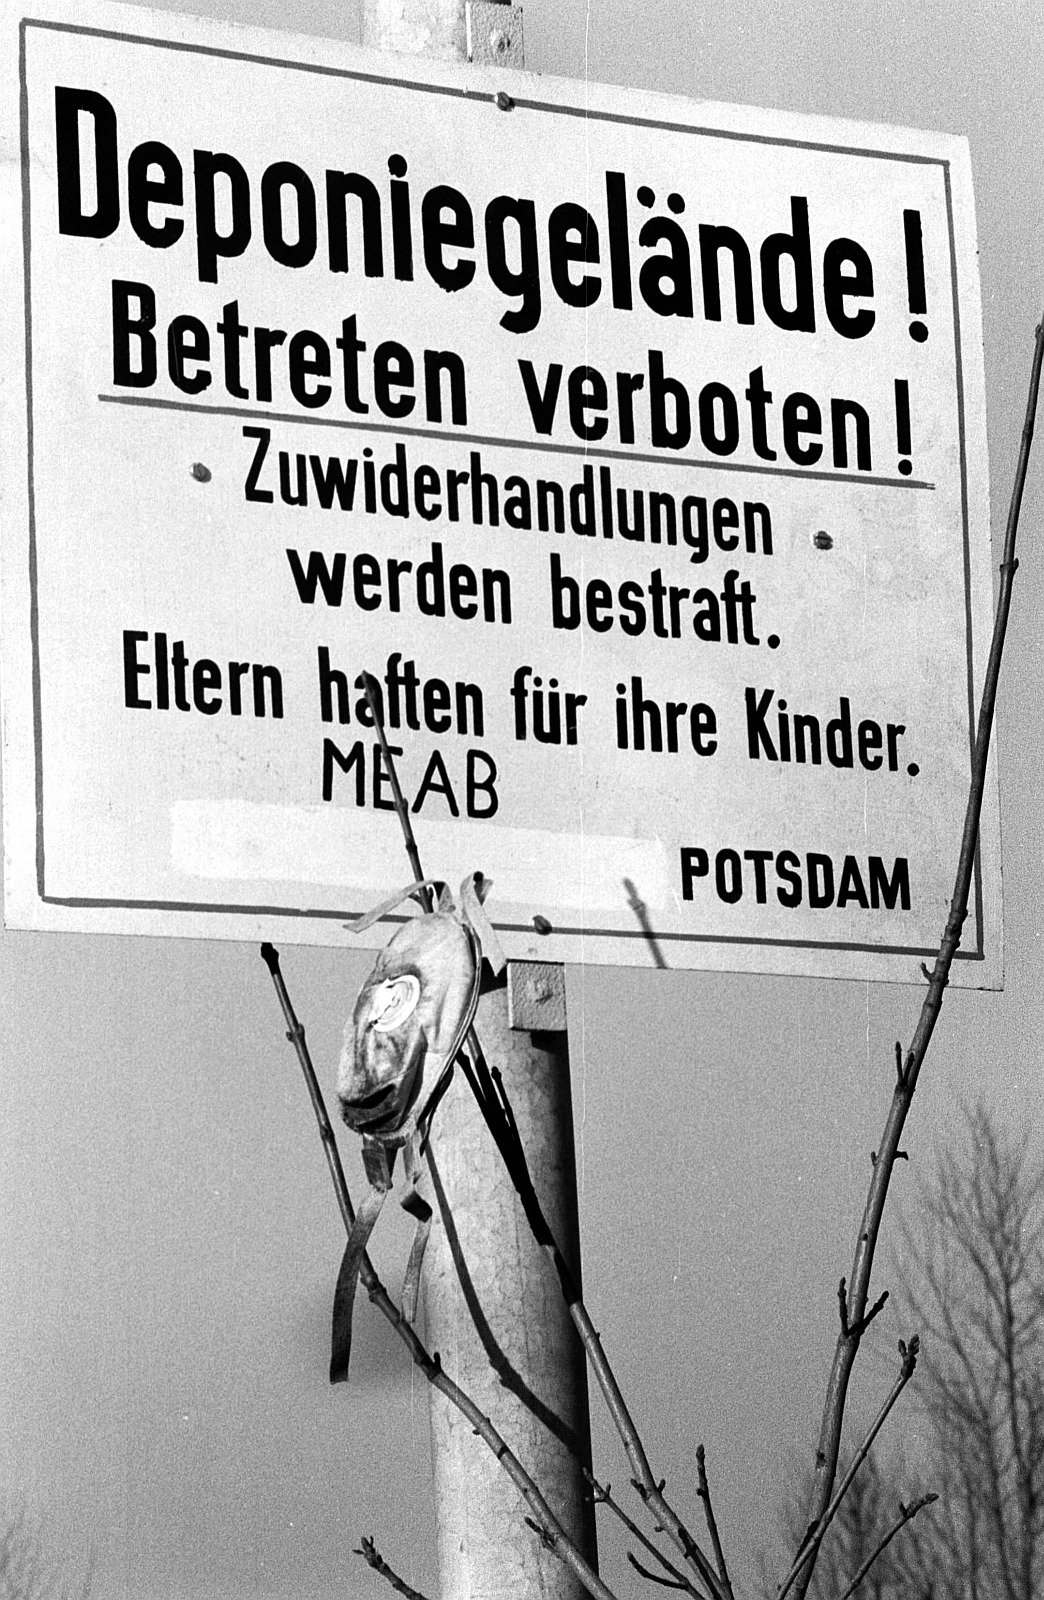 Deponiegelände!
Betreten verboten!
Zuwiderhandlungen
werden bestraft.
Eltern haften für ihre Kinder.
MEAB
POTSDAM